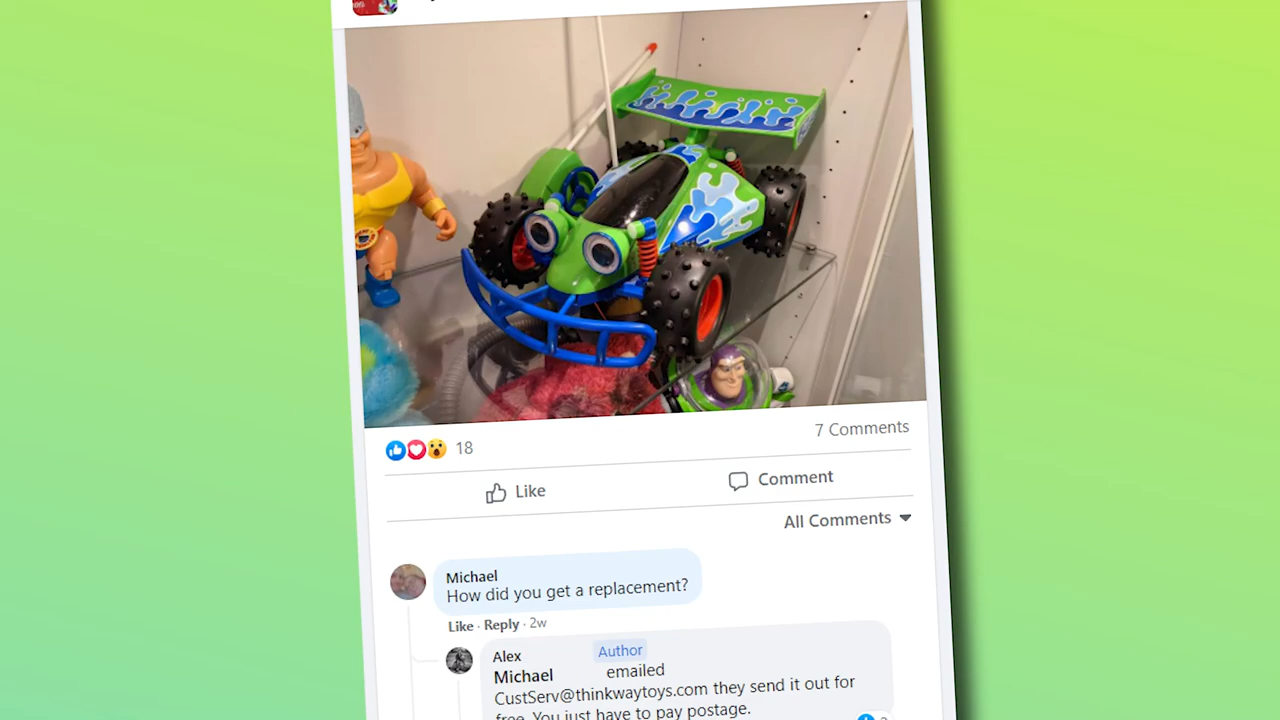 18
7 Comments
Like
Comment
All Comments
Michael
How did you get a replacement?
Like · Reply · 2w
Alex
Author
Michael emailed
CustServ@thinkwaytoys.com they send it out for
free. You just have to pay postage.